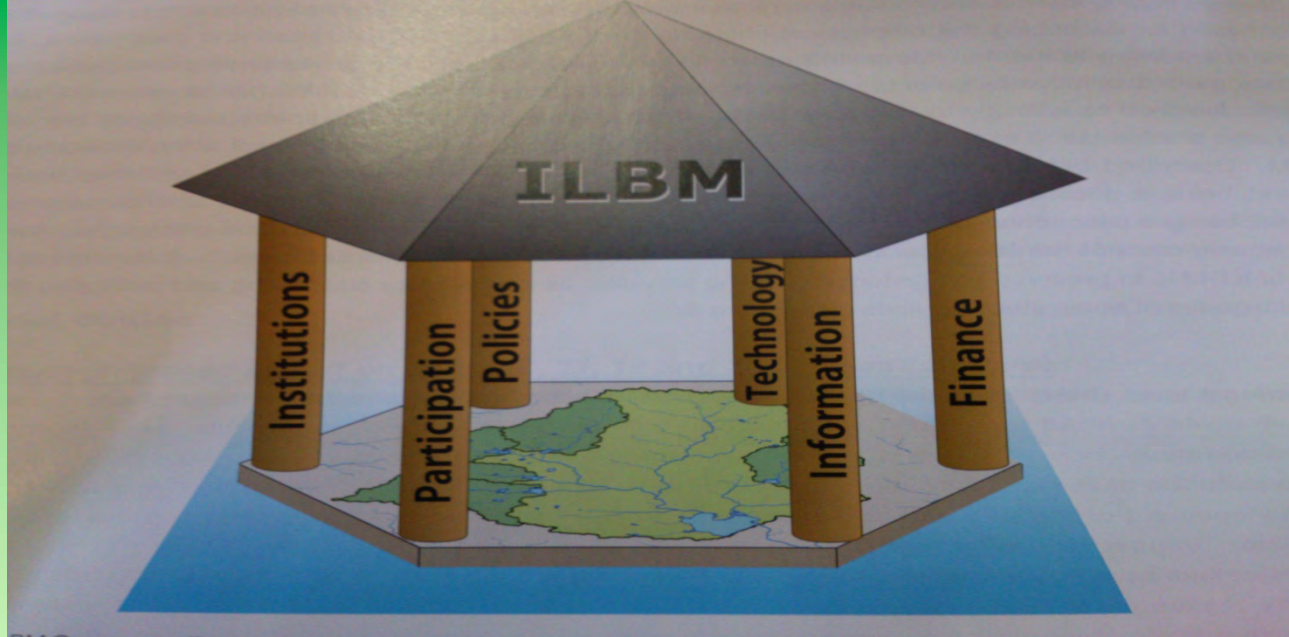 ILBM
Institutions
Participation
Policies
Technology
Information
Finance